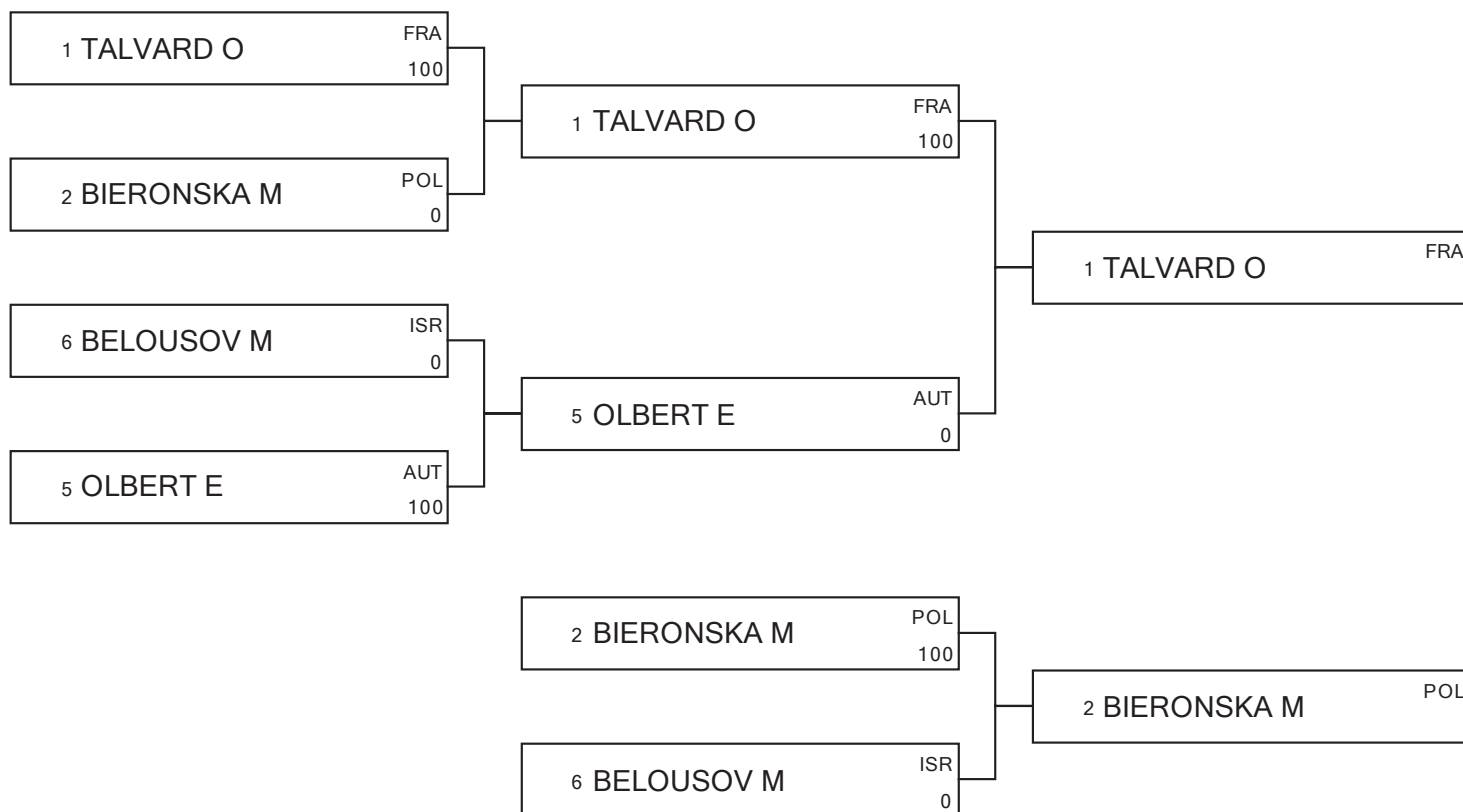 1 TALVARD O FRA
100
2 BIERONSKA M POL
0
6 BELOUSOV M ISR
0
5 OLBERT E AUT
100
1 TALVARD O FRA
100
5 OLBERT E AUT
0
1 TALVARD O FRA
2 BIERONSKA M POL
100
6 BELOUSOV M ISR
0
2 BIERONSKA M POL